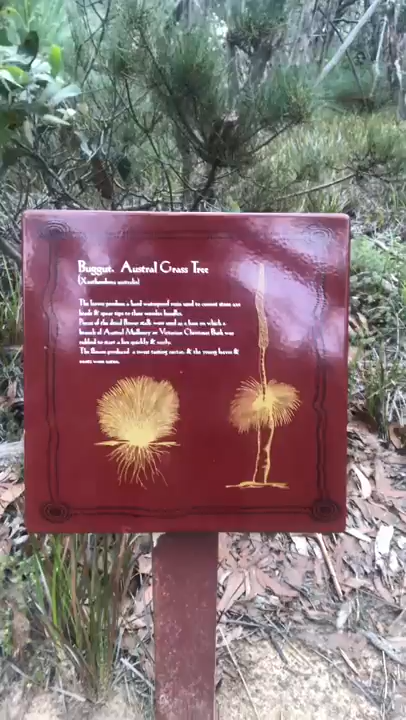 Buggut. Austral Grass Tree
(Xanthorrhoea australis)
The leaves produce a hard waterproof resin used to cement stone axe
heads & spear tips to their wooden handles.
Pieces of the dried flower stalk were used as a base on which a
branch of Austral Mulberry or Victorian Christmas Bush was
rubbed to start a fire quickly & easily.
The flower produced a sweet tasting nectar, & the young leaves &
roots were eaten.